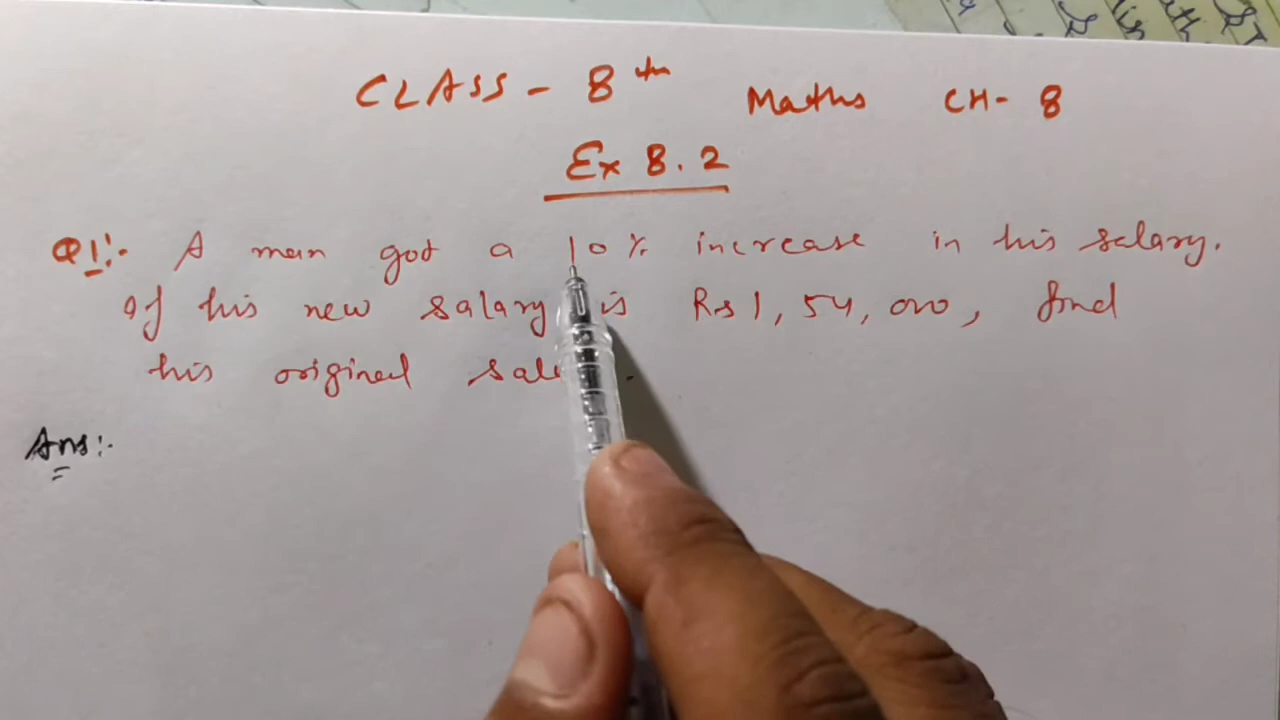 CLASS - 8th Maths CH- 8
Ex 8.2
Q1:- A man got a 10% increase in his salary.
If his new salary is Rs 1,54,000, find
his original
Ans:-